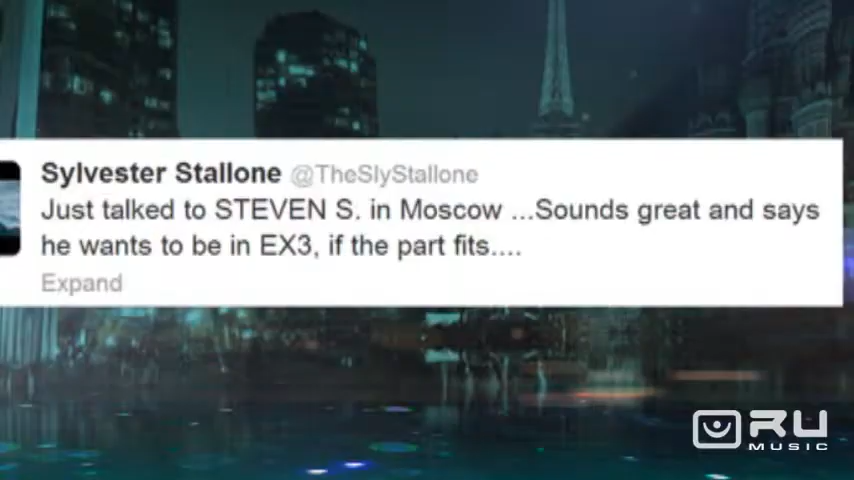 Sylvester Stallone @TheSlyStallone
Just talked to STEVEN S. in Moscow ...Sounds great and says
he wants to be in EX3, if the part fits....
Expand
RU
MUSIC